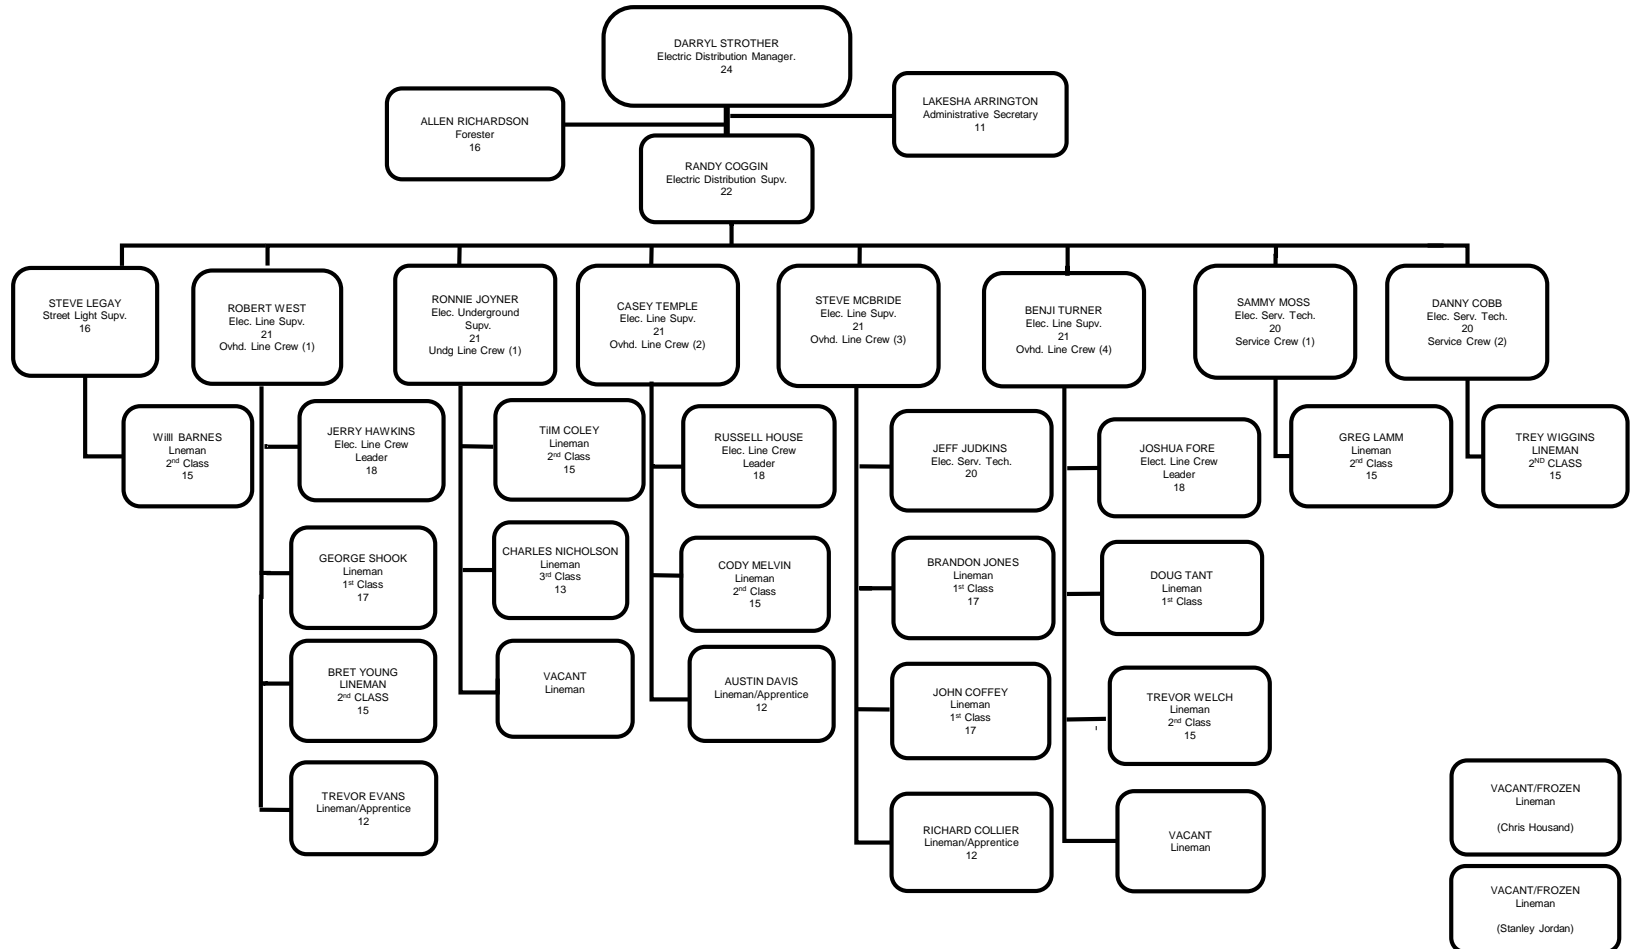 DARRYL STROTHER
Electric Distribution Manager.
24
ALLEN RICHARDSON
Forester
16
LAKESHA ARRINGTON
Administrative Secretary
11
RANDY COGGIN
Electric Distribution Supv.
22
STEVE LEGAY
Street Light Supv.
16
ROBERT WEST
Elec. Line Supv.
21
Ovhd. Line Crew (1)
RONNIE JOYNER
Elec. Underground
Supv.
21
Undg Line Crew (1)
CASEY TEMPLE
Elec. Line Supv.
21
Ovhd. Line Crew (2)
STEVE MCBRIDE
Elec. Line Supv.
21
Ovhd. Line Crew (3)
BENJI TURNER
Elec. Line Supv.
21
Ovhd. Line Crew (4)
SAMMY MOSS
Elec. Serv. Tech.
20
Service Crew (1)
DANNY COBB
Elec. Serv. Tech.
20
Service Crew (2)
Willl BARNES
Lneman
2nd Class
15
JERRY HAWKINS
Elec. Line Crew
Leader
18
GEORGE SHOOK
Lineman
1st Class
17
BRET YOUNG
LINEMAN
2nd CLASS
15
TREVOR EVANS
Lineman/Apprentice
12
TiIM COLEY
Lineman
2nd Class
15
CHARLES NICHOLSON
Lineman
3rd Class
13
VACANT
Lineman
RUSSELL HOUSE
Elec. Line Crew
Leader
18
CODY MELVIN
Lineman
2nd Class
15
AUSTIN DAVIS
Lineman/Apprentice
12
JEFF JUDKINS
Elec. Serv. Tech.
20
BRANDON JONES
Lineman
1st Class
17
JOHN COFFEY
Lineman
1st Class
17
RICHARD COLLIER
Lineman/Apprentice
12
JOSHUA FORE
Elect. Line Crew
Leader
18
DOUG TANT
Lineman
1st Class
TREVOR WELCH
Lineman
2nd Class
15
VACANT
Lineman
GREG LAMM
Lineman
2nd Class
15
TREY WIGGINS
LINEMAN
2ND CLASS
15
VACANT/FROZEN
Lineman
(Chris Housand)
VACANT/FROZEN
Lineman
(Stanley Jordan)